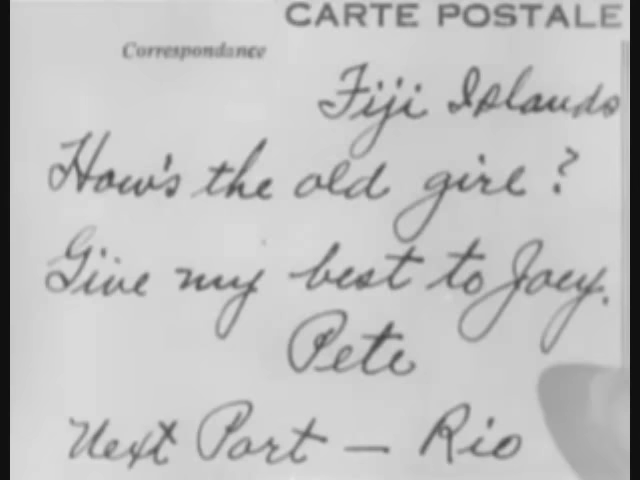 CARTE POSTALE
Correspondance
Fiji Islands
How's the old girl?
Give my best to Joey.
Pete
Next Port — Rio